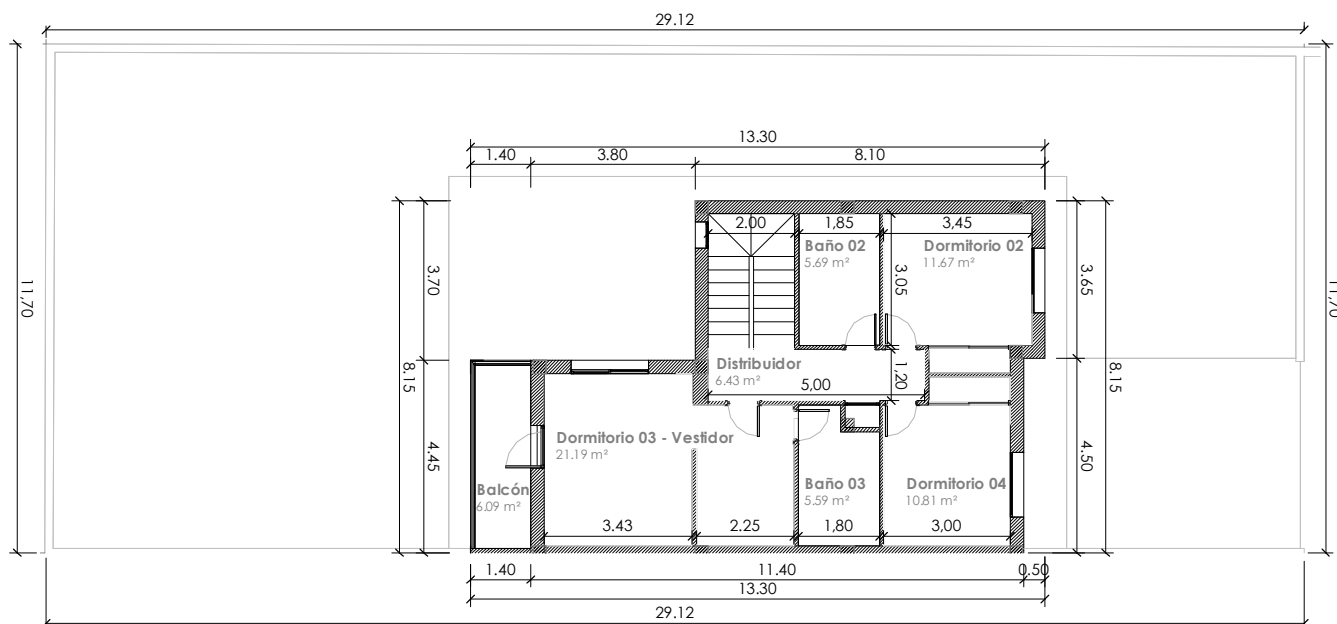 29.12
13.30
1.40
3.80
8.10
2.00
1,85
3,45
Baño 02
5.69 m²
Dormitorio 02
11.67 m²
3.05
3.70
3.65
11,70
11,70
8.15
8.15
Distribuidor
6.43 m²
5,00
1,20
Dormitorio 03 - Vestidor
21.19 m²
4.45
4.50
Balcón
6.09 m²
Baño 03
5.59 m²
Dormitorio 04
10.81 m²
3.43
2.25
1,80
3,00
1.40
11.40
0.50
13.30
29.12